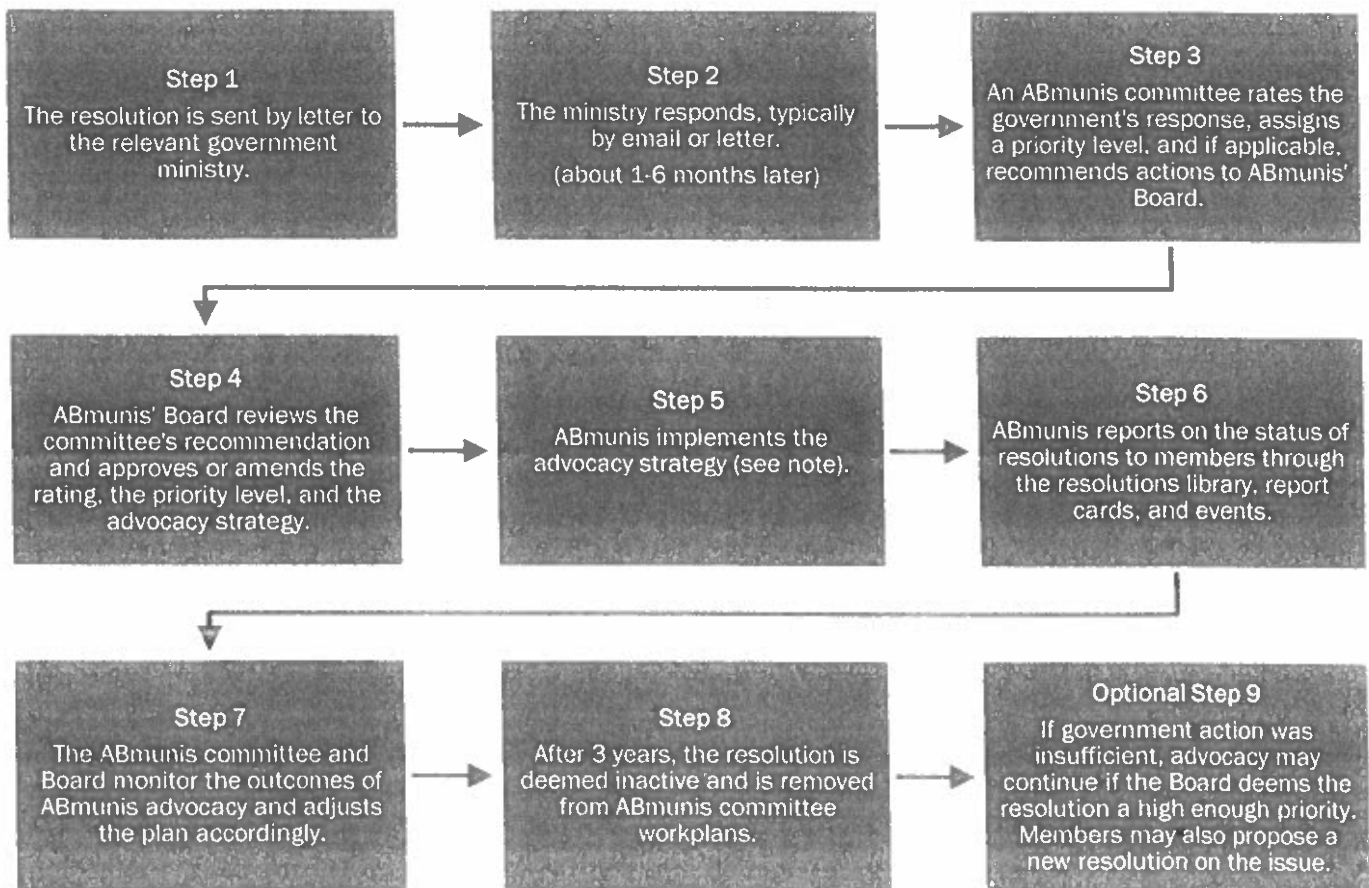 Step 1
The resolution is sent by letter to
the relevant government
ministry.
Step 2
The ministry responds, typically
by email or letter.
(about 1-6 months later)
Step 3
An ABmunis committee rates the
government's response, assigns
a priority level, and if applicable,
recommends actions to ABmunis'
Board.
Step 4
ABmunis' Board reviews the
committee's recommendation
and approves or amends the
rating, the priority level, and the
advocacy strategy.
Step 5
ABmunis implements the
advocacy strategy (see note).
Step 6
ABmunis reports on the status of
resolutions to members through
the resolutions library, report
cards, and events.
Step 7
The ABmunis committee and
Board monitor the outcomes of
ABmunis advocacy and adjusts
the plan accordingly.
Step 8
After 3 years, the resolution is
deemed inactive and is removed
from ABmunis committee
workplans.
Optional Step 9
If government action was
insufficient, advocacy may
continue if the Board deems the
resolution a high enough priority.
Members may also propose a
new resolution on the issue.